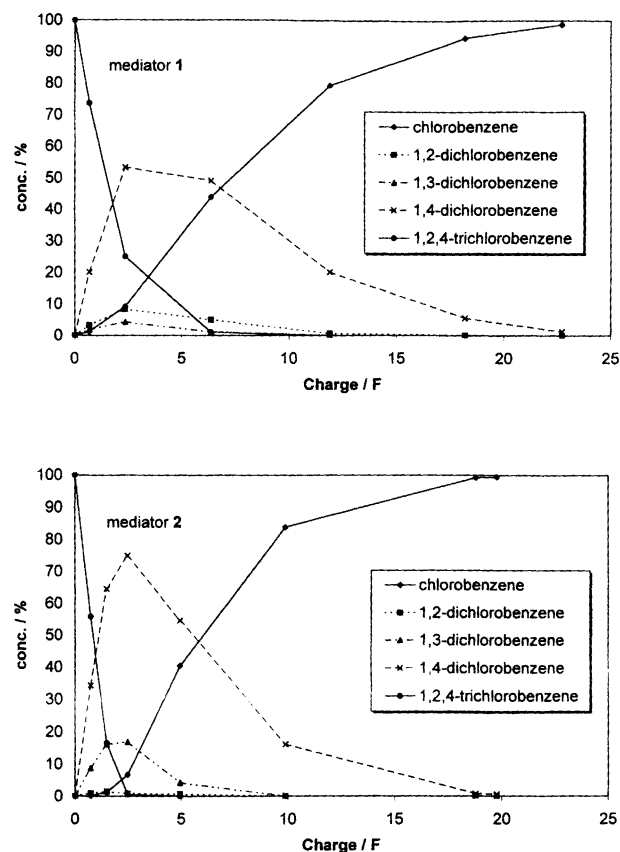 100
90
80
70
60
50
40
30
20
10
0
conc. / %
mediator 1
chlorobenzene
1,2-dichlorobenzene
1,3-dichlorobenzene
1,4-dichlorobenzene
1,2,4-trichlorobenzene
0 5 10 15 20 25
Charge / F
100
90
80
70
60
50
40
30
20
10
0
conc. / %
mediator 2
chlorobenzene
1,2-dichlorobenzene
1,3-dichlorobenzene
1,4-dichlorobenzene
1,2,4-trichlorobenzene
0 5 10 15 20 25
Charge / F